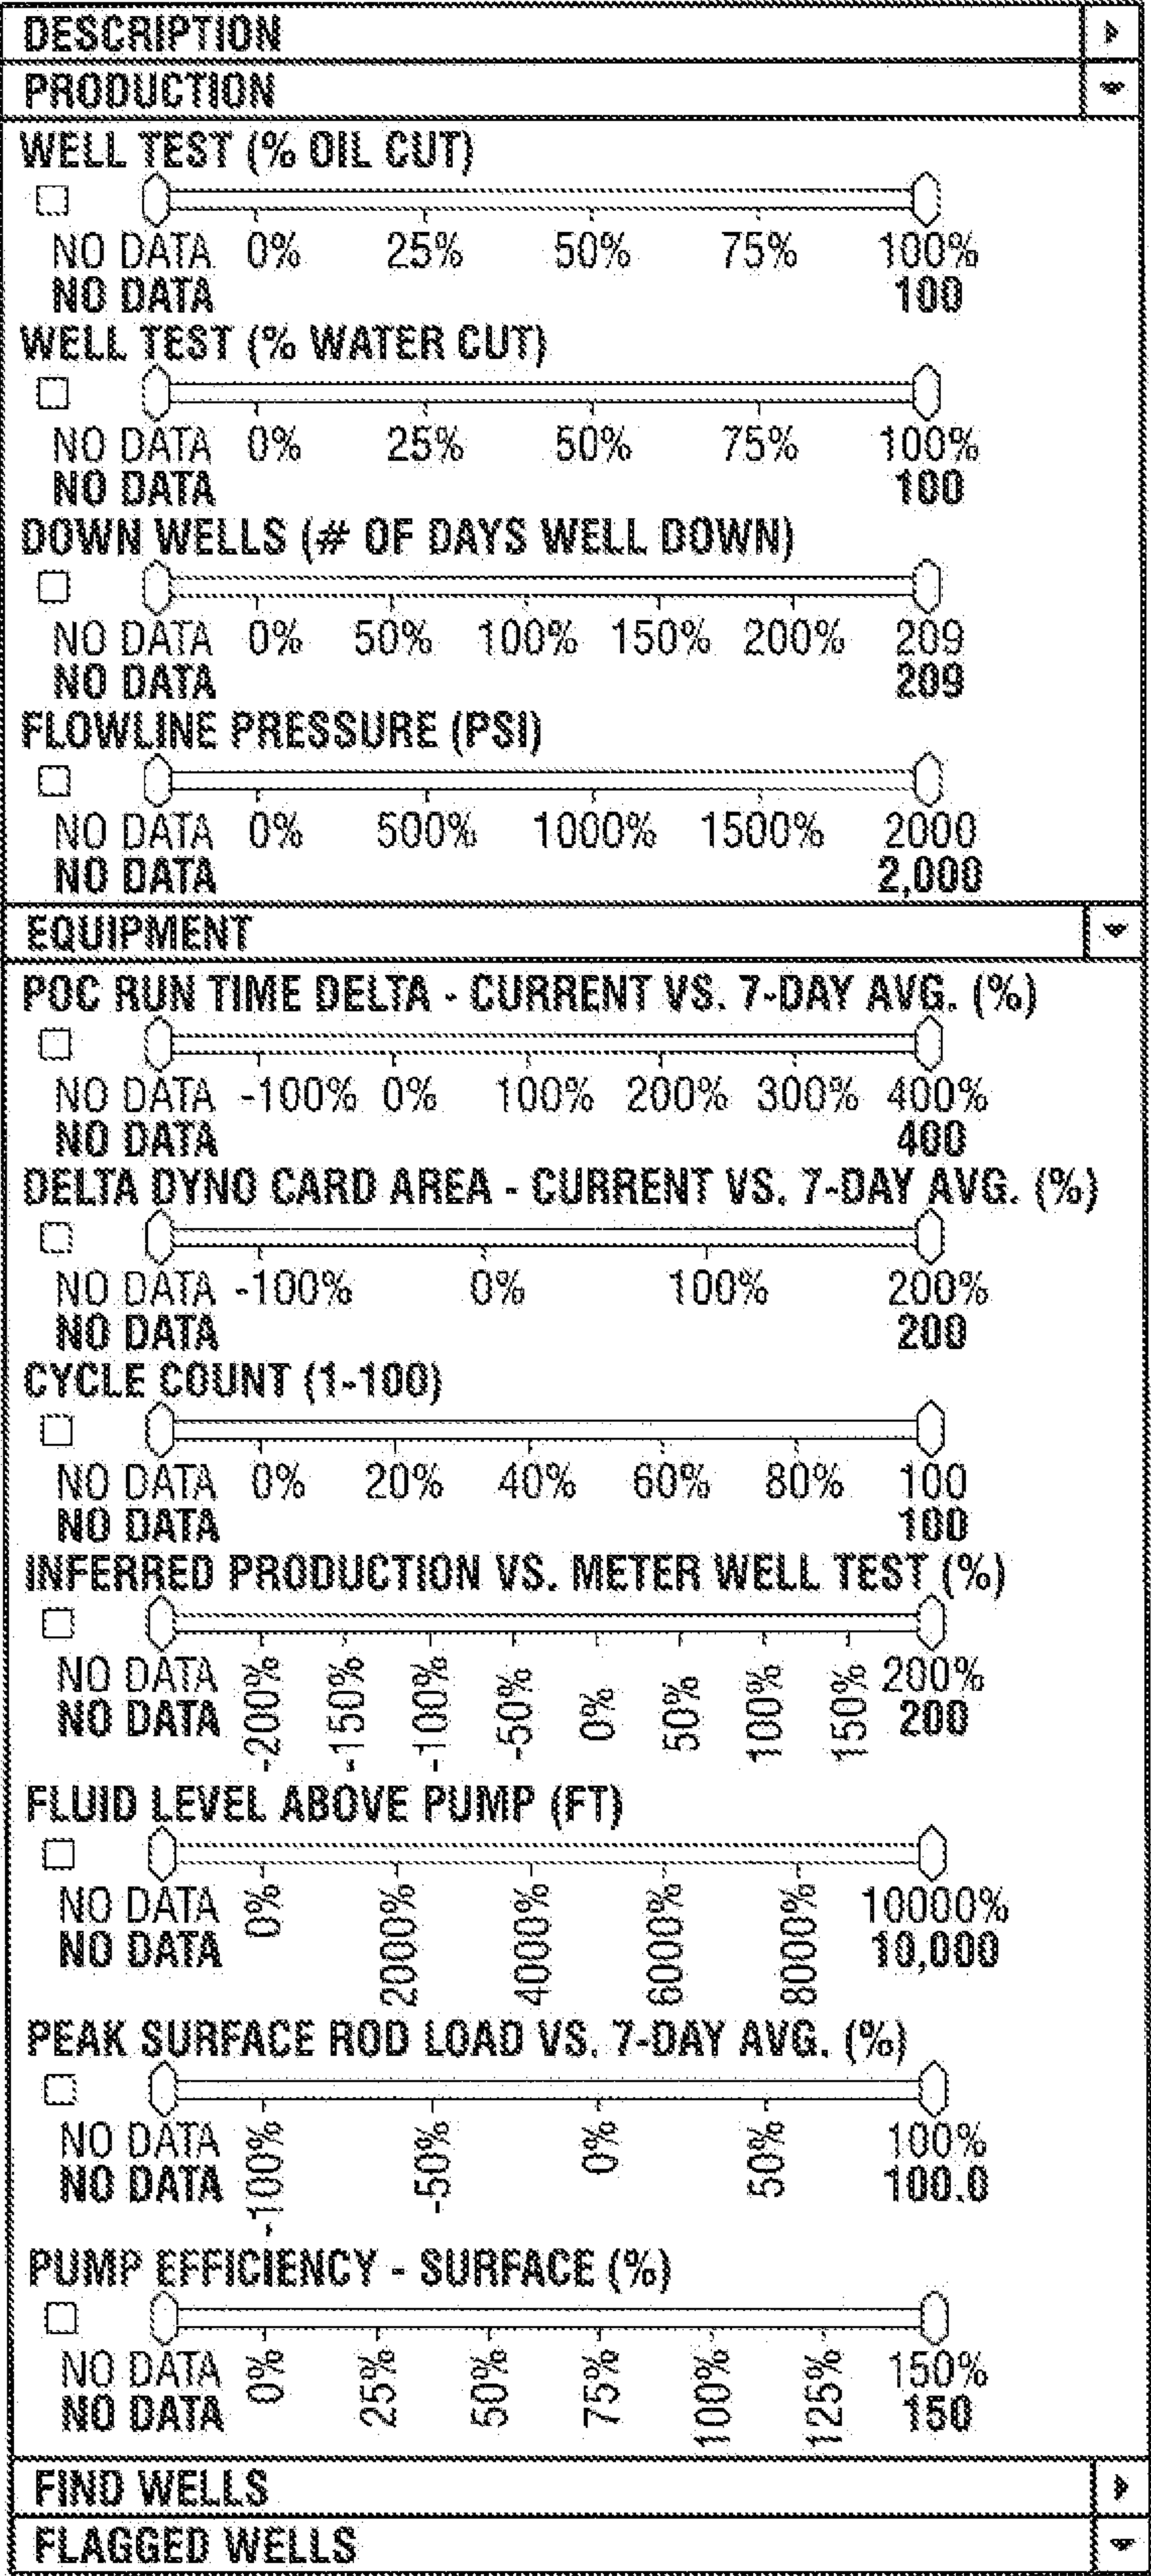 DESCRIPTION
PRODUCTION
WELL TEST (% OIL CUT)
NO DATA 0% 25% 50% 75% 100%
NO DATA 100
WELL TEST (% WATER CUT)
NO DATA 0% 25% 50% 75% 100%
NO DATA 100
DOWN WELLS (# OF DAYS WELL DOWN)
NO DATA 0% 50% 100% 150% 200% 209
NO DATA 209
FLOWLINE PRESSURE (PSI)
NO DATA 0% 500% 1000% 1500% 2000
NO DATA 2,000
EQUIPMENT
POC RUN TIME DELTA - CURRENT VS. 7-DAY AVG. (%)
NO DATA -100% 0% 100% 200% 300% 400%
NO DATA 400
DELTA DYNO CARD AREA - CURRENT VS. 7-DAY AVG. (%)
NO DATA -100% 0% 100% 200%
NO DATA 200
CYCLE COUNT (1-100)
NO DATA 0% 20% 40% 60% 80% 100
NO DATA 100
INFERRED PRODUCTION VS. METER WELL TEST (%)
NO DATA -200% -150% -100% -50% 0% 50% 100% 150% 200%
NO DATA 200
FLUID LEVEL ABOVE PUMP (FT)
NO DATA 0% 2000% 4000% 6000% 8000% 10000%
NO DATA 10,000
PEAK SURFACE ROD LOAD VS. 7-DAY AVG. (%)
NO DATA -100% -50% 0% 50% 100%
NO DATA 100.0
PUMP EFFICIENCY - SURFACE (%)
NO DATA 0% 25% 50% 75% 100% 125% 150%
NO DATA 150
FIND WELLS
FLAGGED WELLS